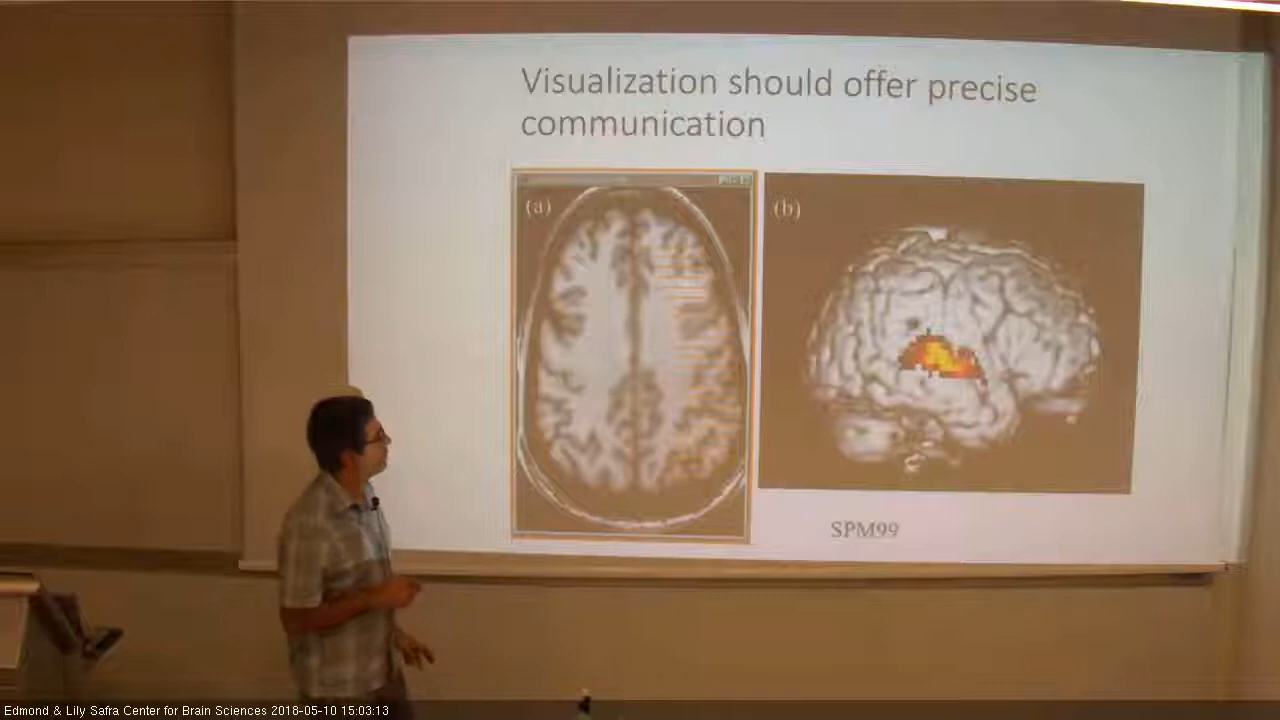 Visualization should offer precise
communication
(a)
(b)
SPM99
Edmond & Lily Safra Center for Brain Sciences 2018-05-10 15:03:13